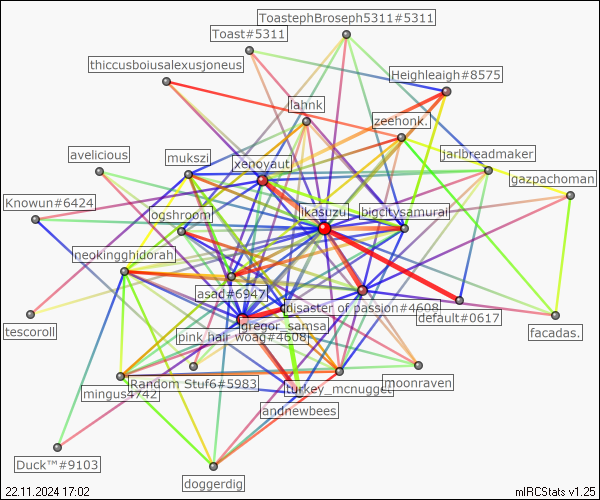 ToastephBroseph5311#5311
Toast#5311
thiccusboiusalexusjoneus
Heighleaigh#8575
lahnk
zeehonk.
avelicious
mukszi
xenoyaut
jarlbreadmaker
gazpachoman
Knowun#6424
ogshroom
likasuzu
bigcitysamurai
neokingghidorah
asad#6947
disaster of passion#4608
default#0617
tescoroll
gregor_samsa
pink hair woag#4608
facadas.
mingus4742
Random Stuf6#5983
turkey_mcnugget
moonraven
andnewbees
Duck™#9103
doggerdig
22.11.2024 17:02
mIRCStats v1.25